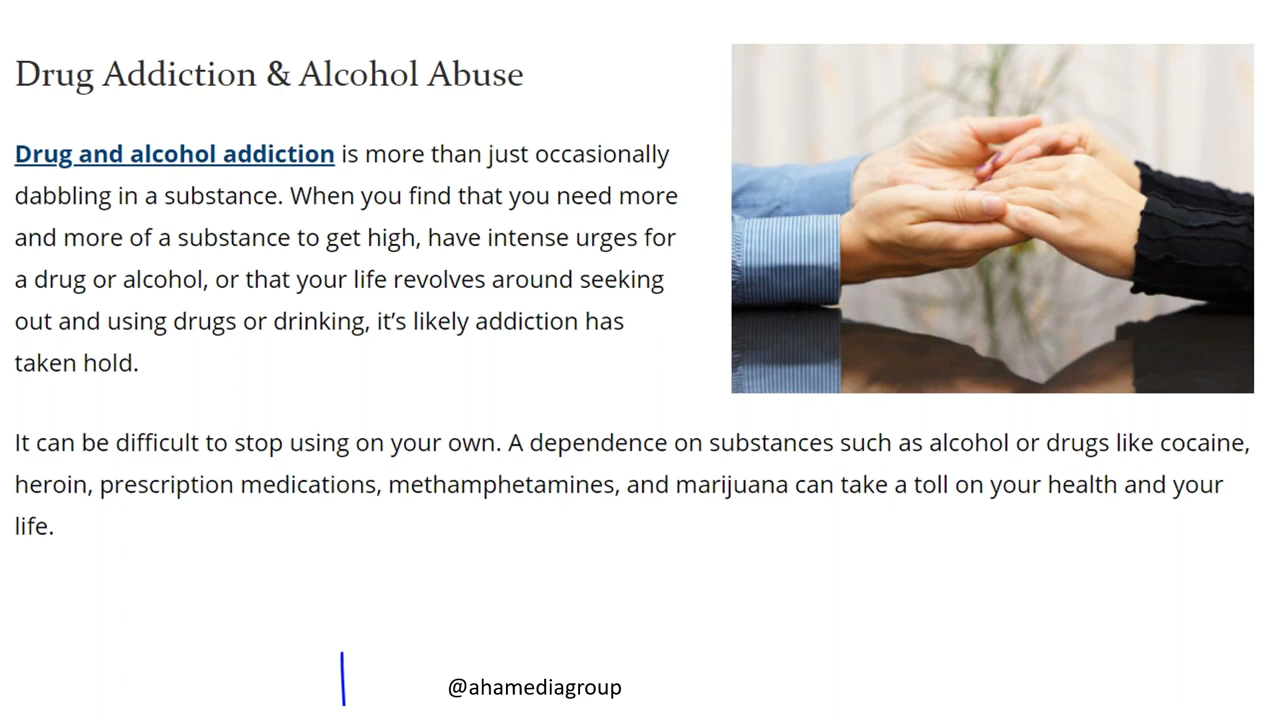 Drug Addiction & Alcohol Abuse
Drug and alcohol addiction is more than just occasionally
dabbling in a substance. When you find that you need more
and more of a substance to get high, have intense urges for
a drug or alcohol, or that your life revolves around seeking
out and using drugs or drinking, it’s likely addiction has
taken hold.
It can be difficult to stop using on your own. A dependence on substances such as alcohol or drugs like cocaine,
heroin, prescription medications, methamphetamines, and marijuana can take a toll on your health and your
life.
@ahamediagroup